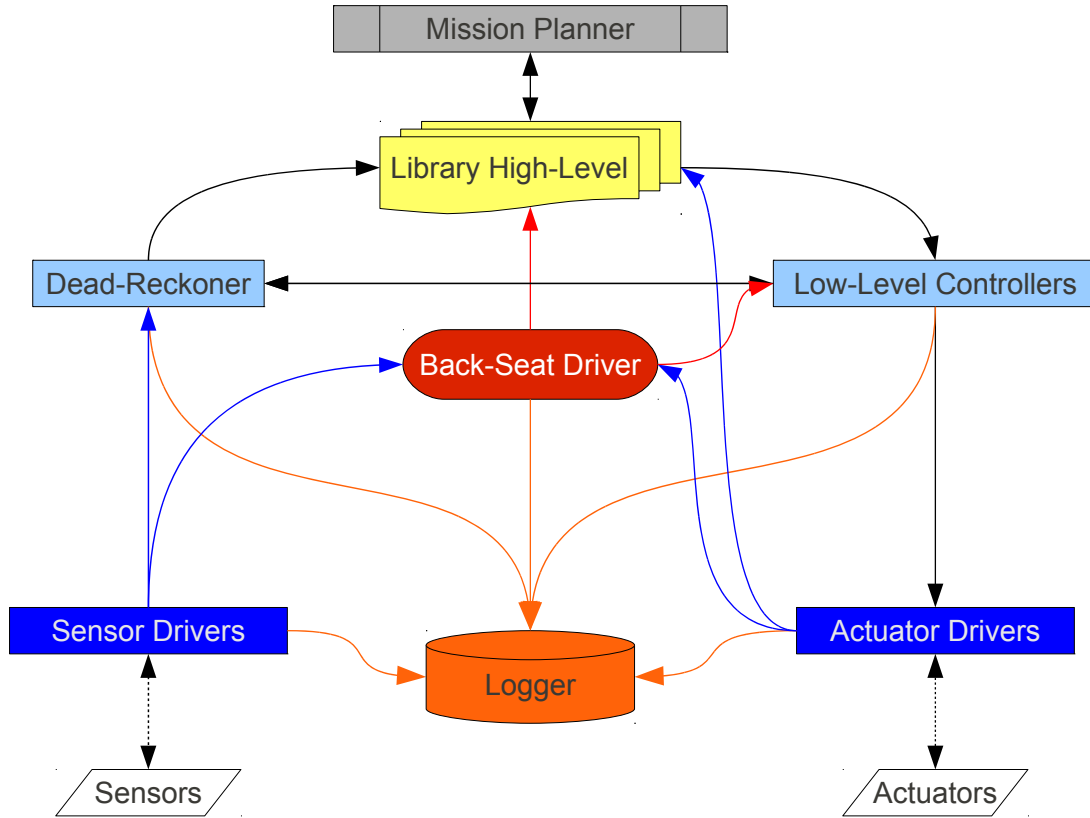 Mission Planner
Library High-Level
Dead-Reckoner
Low-Level Controllers
Back-Seat Driver
Sensor Drivers
Actuator Drivers
Logger
Sensors
Actuators